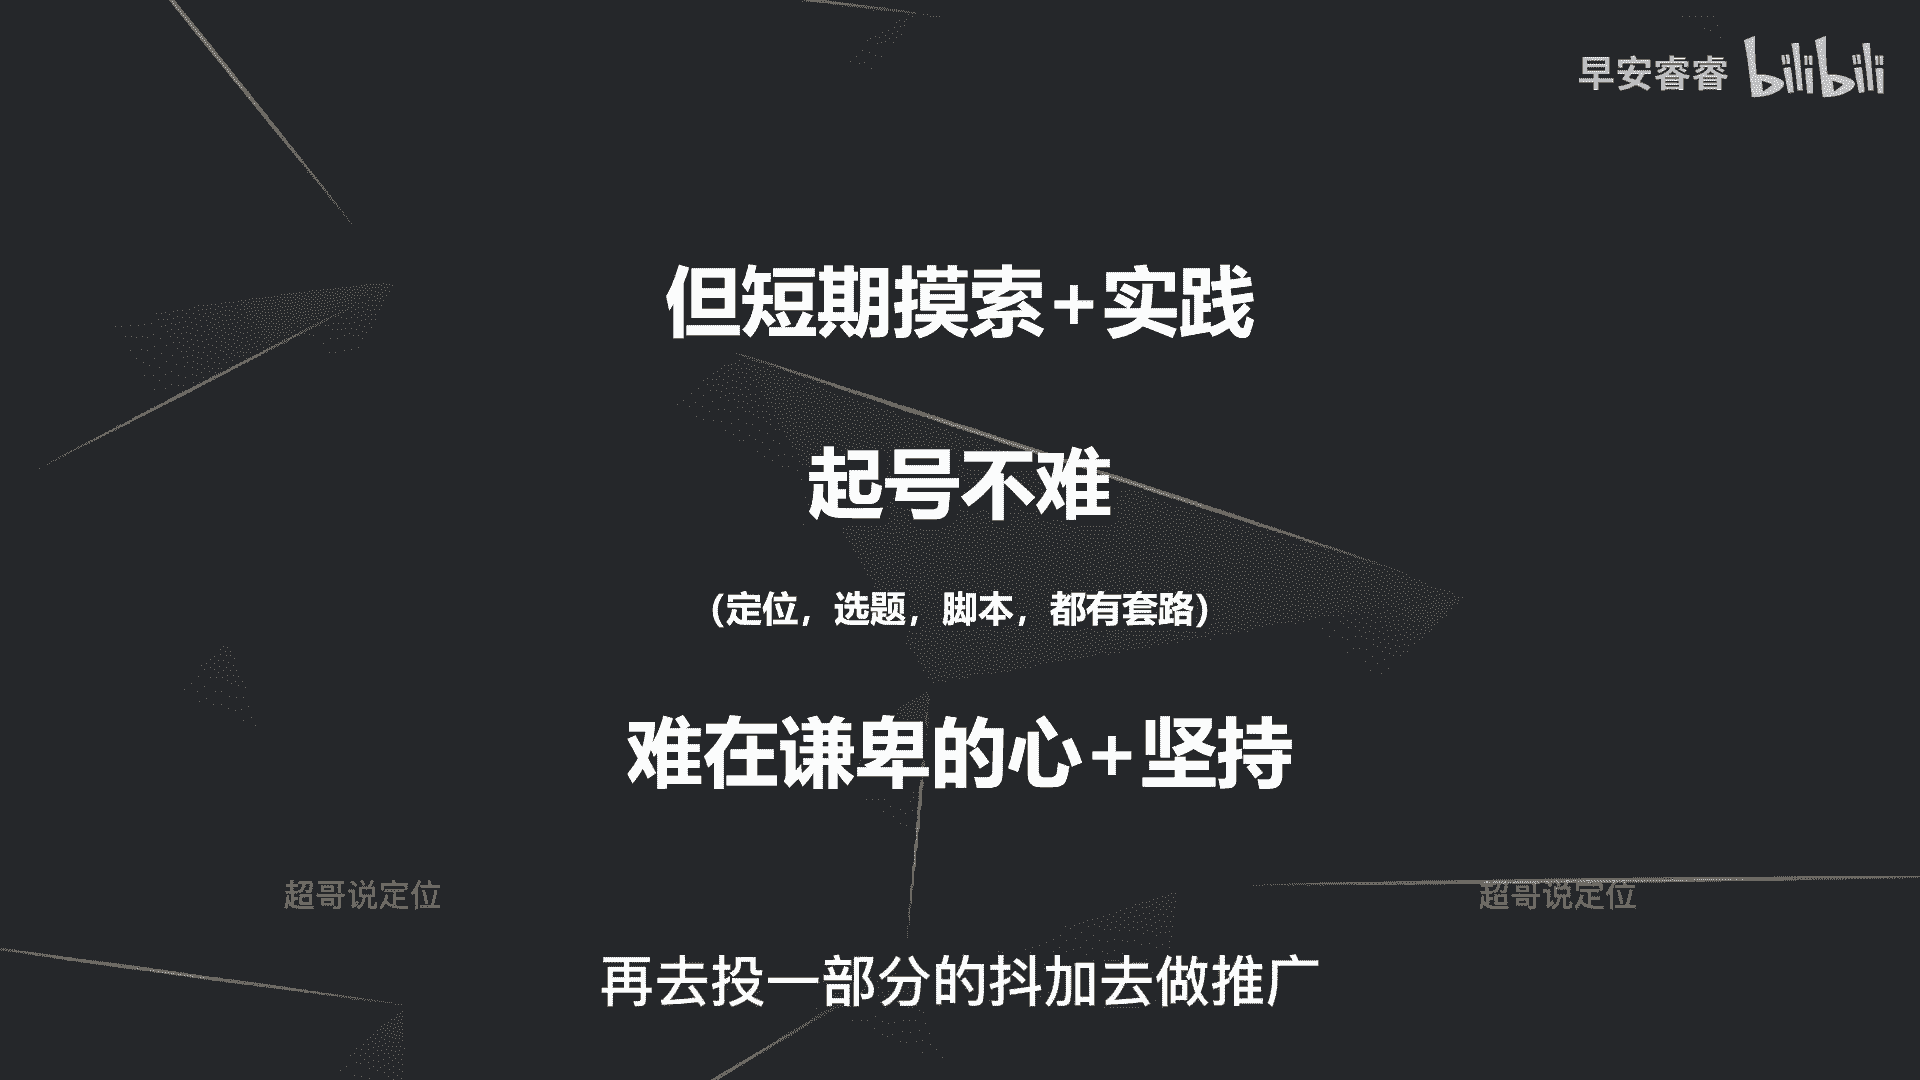 早安睿睿 bilibili
但短期摸索+实践
起号不难
（定位，选题，脚本，都有套路）
难在谦卑的心+坚持
超哥说定位
超哥说定位
再去投一部分的抖加去做推广